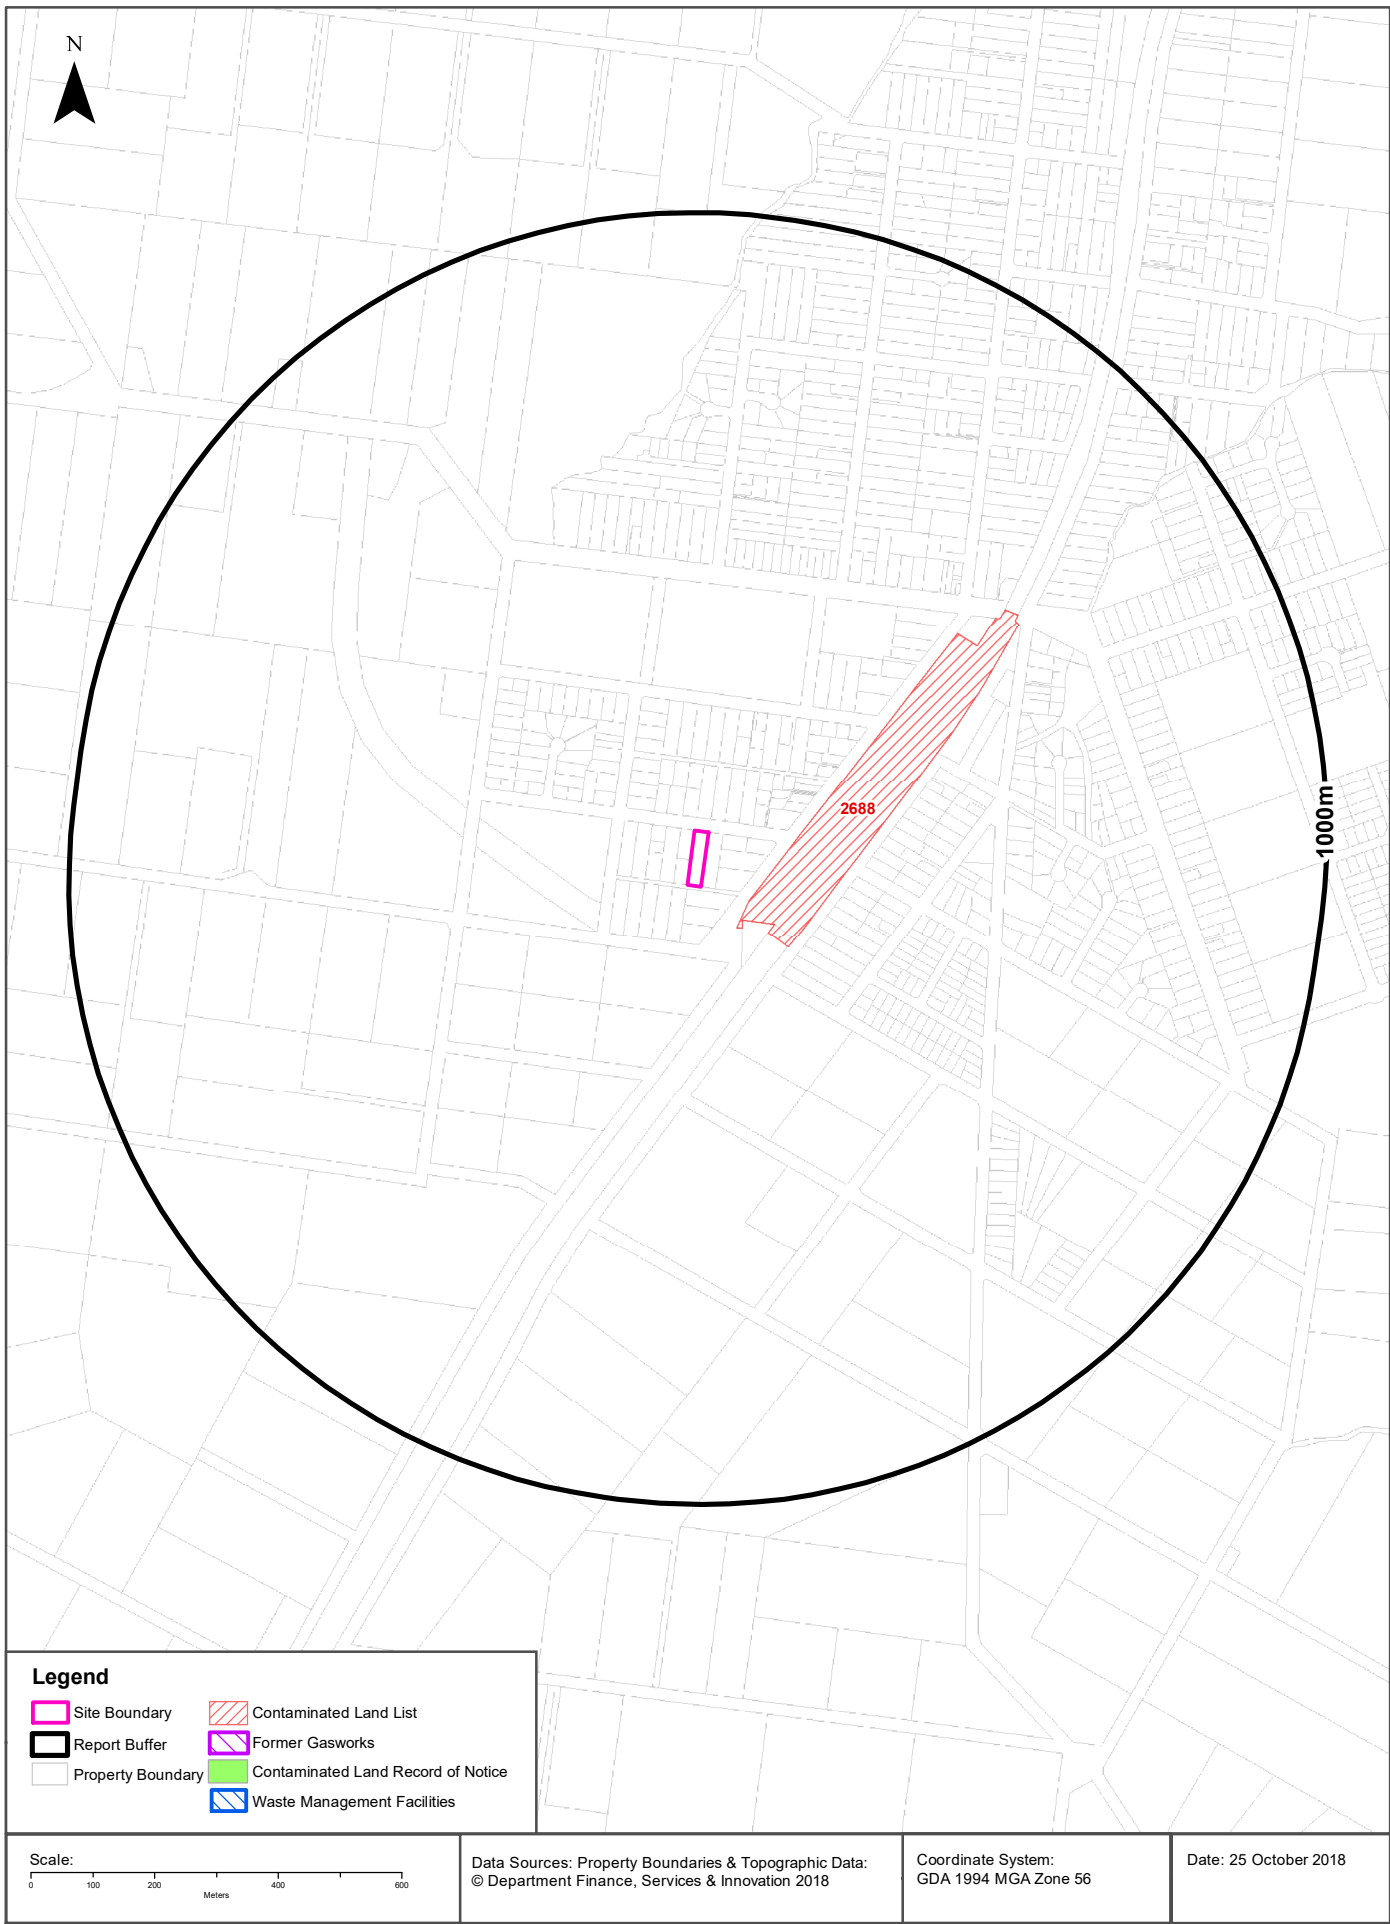 N
2688
1000m
Legend
Site Boundary
Report Buffer
Property Boundary
Contaminated Land List
Former Gasworks
Contaminated Land Record of Notice
Waste Management Facilities
Scale:
0 100 200 400 600
Meters
Data Sources: Property Boundaries & Topographic Data:
© Department Finance, Services & Innovation 2018
Coordinate System:
GDA 1994 MGA Zone 56
Date: 25 October 2018